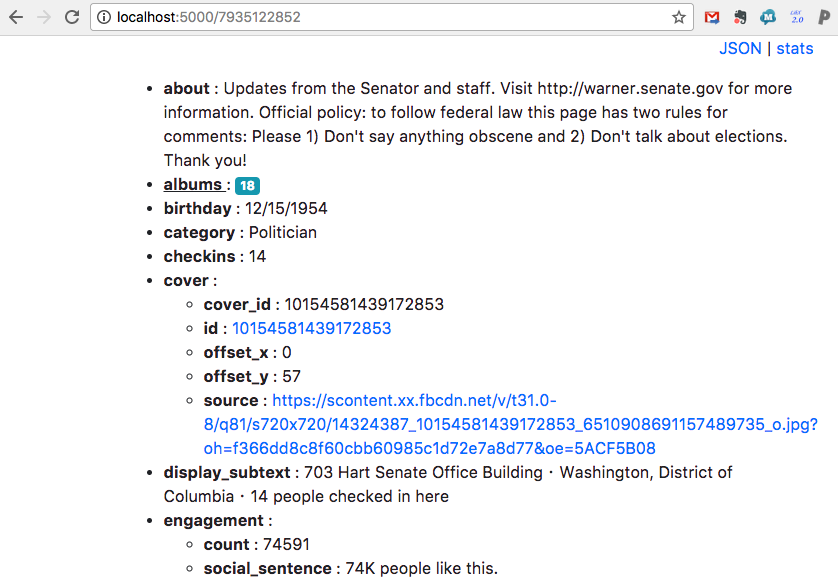 localhost:5000/7935122852
JSON | stats
about : Updates from the Senator and staff. Visit http://warner.senate.gov for more
information. Official policy: to follow federal law this page has two rules for
comments: Please 1) Don't say anything obscene and 2) Don't talk about elections.
Thank you!
albums : 18
birthday : 12/15/1954
category : Politician
checkins : 14
cover :
cover_id : 10154581439172853
id : 10154581439172853
offset_x : 0
offset_y : 57
source : https://scontent.xx.fbcdn.net/v/t31.0-
8/q81/s720x720/14324387_10154581439172853_6510908691157489735_o.jpg?
oh=f366dd8c8f60cbb60985c1d72e7a8d77&oe=5ACF5B08
display_subtext : 703 Hart Senate Office Building · Washington, District of
Columbia · 14 people checked in here
engagement :
count : 74591
social_sentence : 74K people like this.